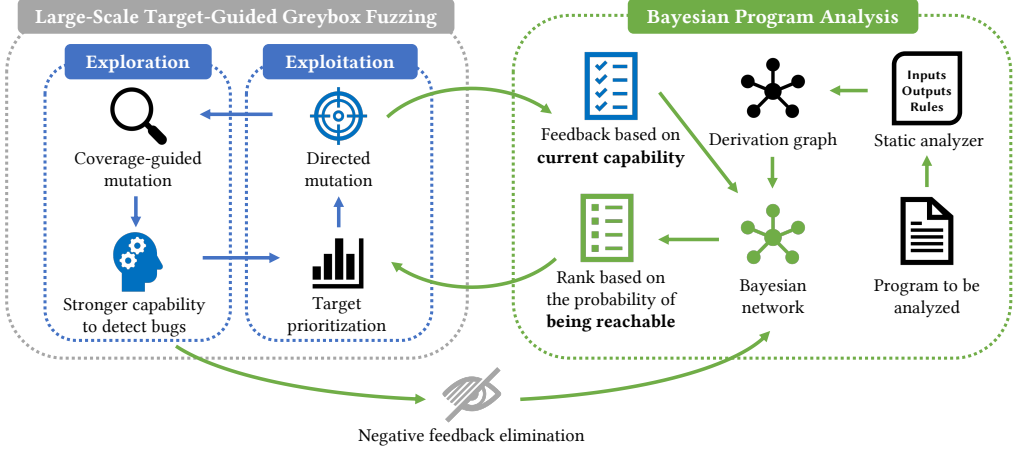 Large-Scale Target-Guided Greybox Fuzzing
Exploration
Exploitation
Coverage-guided
mutation
Directed
mutation
Stronger capability
to detect bugs
Target
prioritization
Bayesian Program Analysis
Feedback based on
current capability
Derivation graph
Inputs
Outputs
Rules
Static analyzer
Rank based on
the probability of
being reachable
Bayesian
network
Program to be
analyzed
Negative feedback elimination